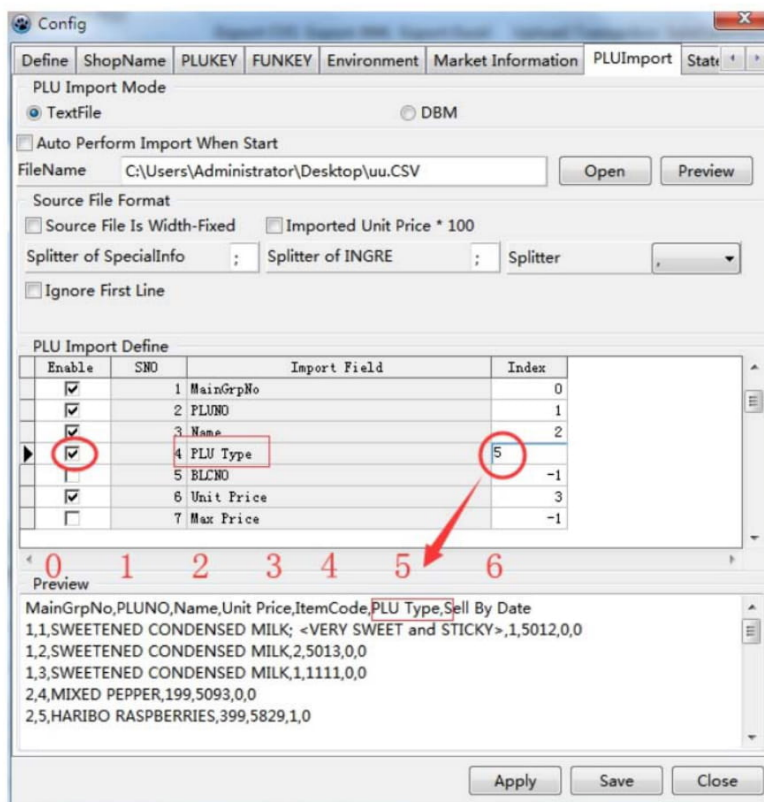 Config
Define ShopName PLUKEY FUNKEY Environment Market Information PLUImport State
PLU Import Mode
TextFile DBM
Auto Perform Import When Start
FileName C:\Users\Administrator\Desktop\uu.CSV Open Preview
Source File Format
Source File Is Width-Fixed Imported Unit Price * 100
Splitter of SpecialInfo ; Splitter of INGRE ; Splitter ,
Ignore First Line
PLU Import Define
Enable SNO Import Field Index
1 MainGrpNo 0
2 PLUNO 1
3 Name 2
4 PLU Type 5
5 BLCNO -1
6 Unit Price 3
7 Max Price -1
0 1 2 3 4 5 6
Preview
MainGrpNo,PLUNO,Name,Unit Price,ItemCode,PLU Type,Sell By Date
1,1,SWEETENED CONDENSED MILK; <VERY SWEET and STICKY>,1,5012,0,0
1,2,SWEETENED CONDENSED MILK,2,5013,0,0
1,3,SWEETENED CONDENSED MILK,1,1111,0,0
2,4,MIXED PEPPER,199,5093,0,0
2,5,HARIBO RASPBERRIES,399,5829,1,0
Apply Save Close